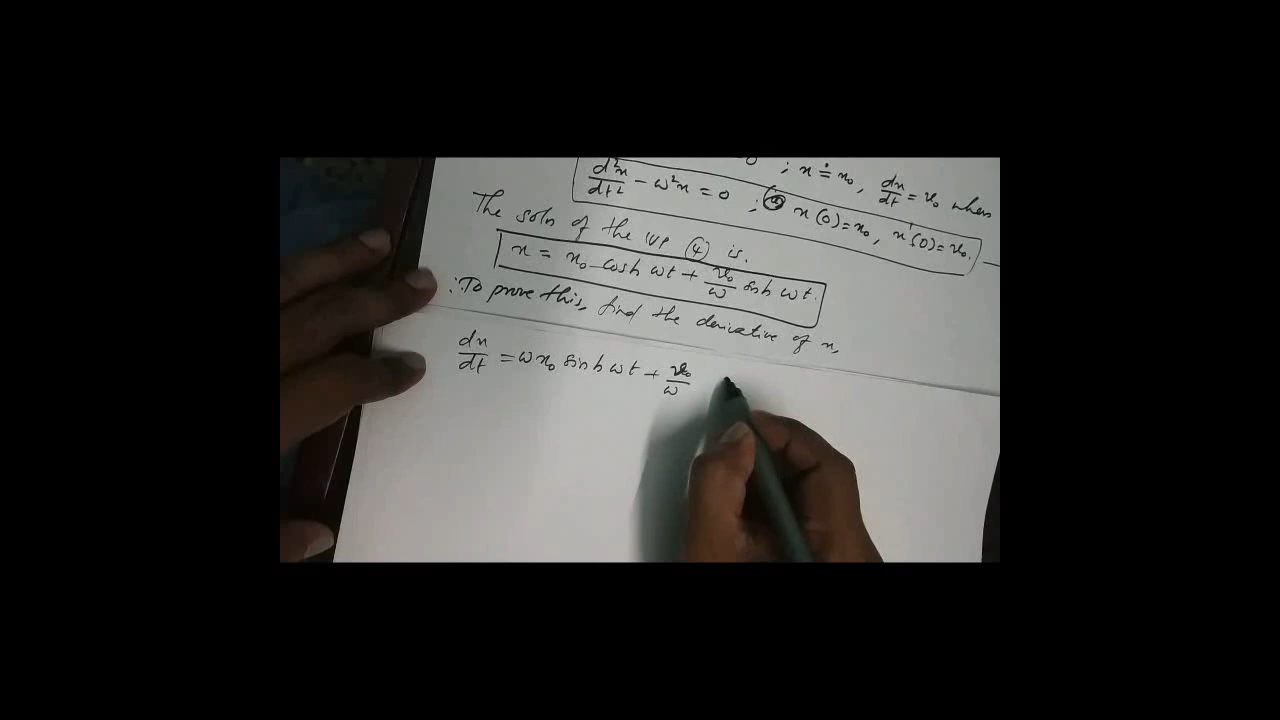 0 ; x = x₀, dx/dt = v₀ when
d²x/dt² - ω²x = 0 ; x(0) = x₀, x'(0) = v₀.
The soln of the IVP (4) is.
x = x₀ cosh ωt + v₀/ω sinh ωt.
∴ To prove this, find the derivative of x,
dx/dt = ωx₀ sinh ωt + v₀/ω